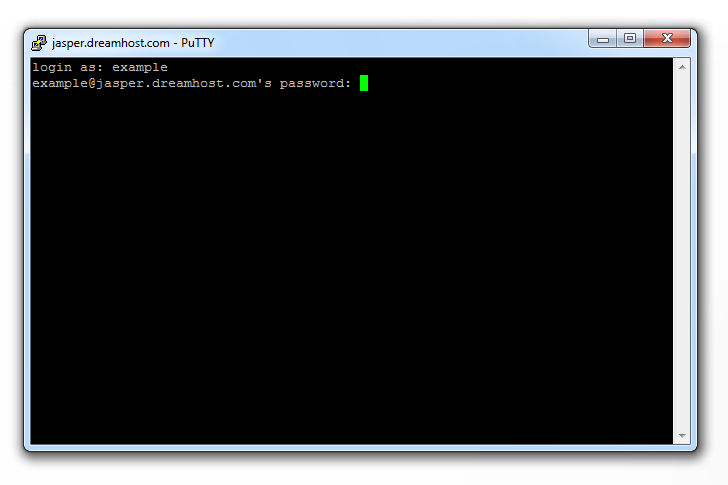 jasper.dreamhost.com - PuTTY
login as: example
example@jasper.dreamhost.com's password: